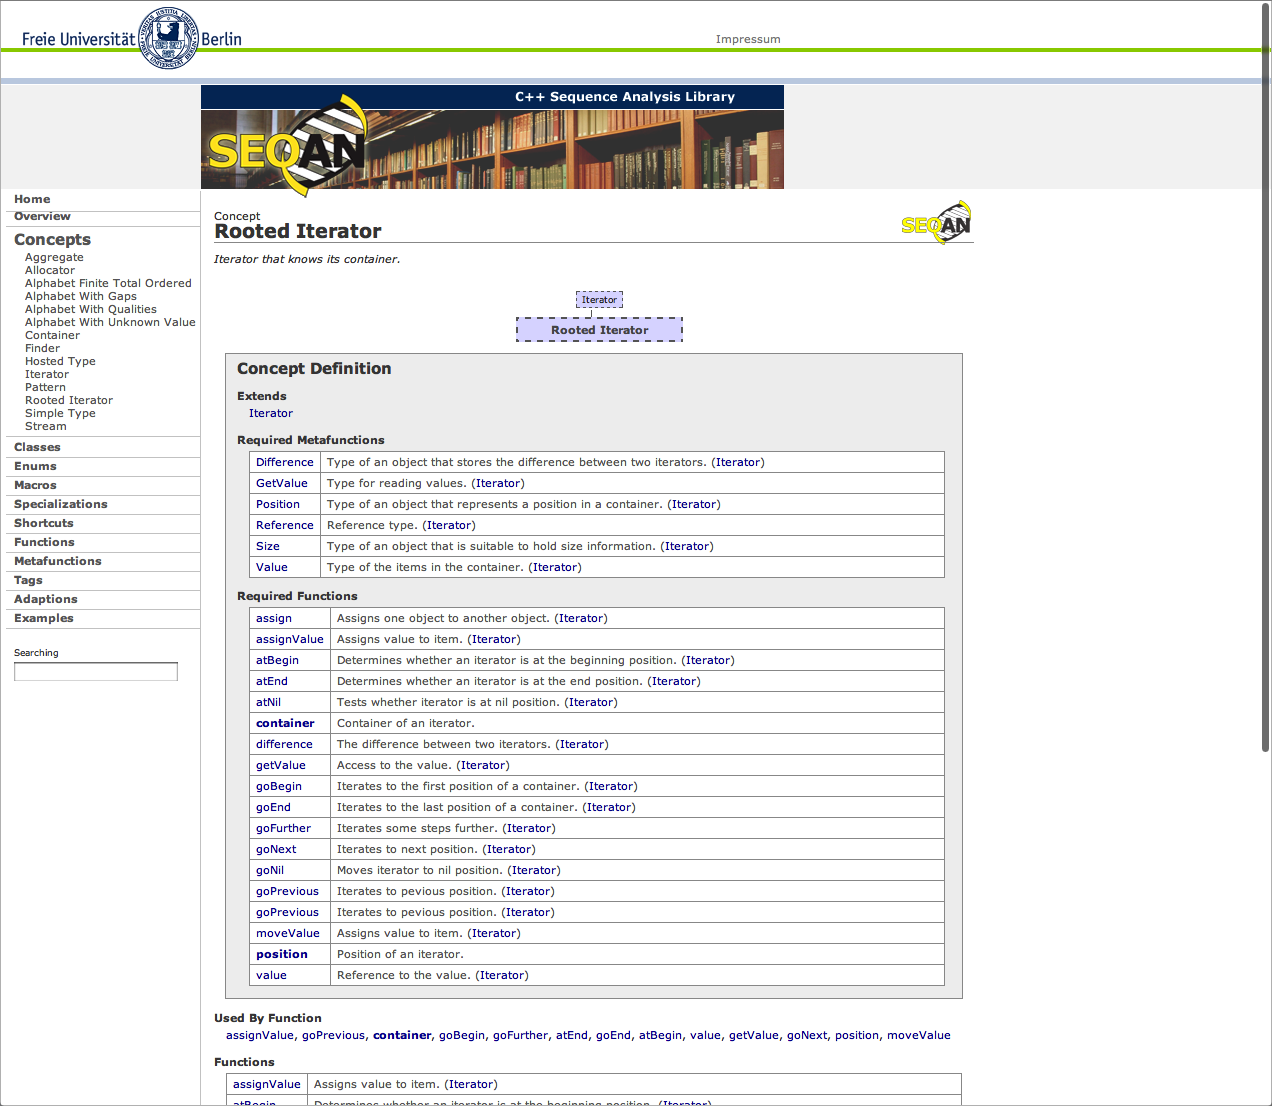 Freie Universität Berlin
Impressum
C++ Sequence Analysis Library
SEQAN
Home
Overview
Concepts
Aggregate
Allocator
Alphabet Finite Total Ordered
Alphabet With Gaps
Alphabet With Qualities
Alphabet With Unknown Value
Container
Finder
Hosted Type
Iterator
Pattern
Rooted Iterator
Simple Type
Stream
Classes
Enums
Macros
Specializations
Shortcuts
Functions
Metafunctions
Tags
Adaptions
Examples
Searching
Concept
Rooted Iterator
SEQAN
Iterator that knows its container.
Iterator
Rooted Iterator
Concept Definition
Extends
Iterator
Required Metafunctions
Difference Type of an object that stores the difference between two iterators. (Iterator)
GetValue Type for reading values. (Iterator)
Position Type of an object that represents a position in a container. (Iterator)
Reference Reference type. (Iterator)
Size Type of an object that is suitable to hold size information. (Iterator)
Value Type of the items in the container. (Iterator)
Required Functions
assign Assigns one object to another object. (Iterator)
assignValue Assigns value to item. (Iterator)
atBegin Determines whether an iterator is at the beginning position. (Iterator)
atEnd Determines whether an iterator is at the end position. (Iterator)
atNil Tests whether iterator is at nil position. (Iterator)
container Container of an iterator.
difference The difference between two iterators. (Iterator)
getValue Access to the value. (Iterator)
goBegin Iterates to the first position of a container. (Iterator)
goEnd Iterates to the last position of a container. (Iterator)
goFurther Iterates some steps further. (Iterator)
goNext Iterates to next position. (Iterator)
goNil Moves iterator to nil position. (Iterator)
goPrevious Iterates to pevious position. (Iterator)
goPrevious Iterates to pevious position. (Iterator)
moveValue Assigns value to item. (Iterator)
position Position of an iterator.
value Reference to the value. (Iterator)
Used By Function
assignValue, goPrevious, container, goBegin, goFurther, atEnd, goEnd, atBegin, value, getValue, goNext, position, moveValue
Functions
assignValue Assigns value to item. (Iterator)
atBegin Determines whether an iterator is at the beginning position. (Iterator)